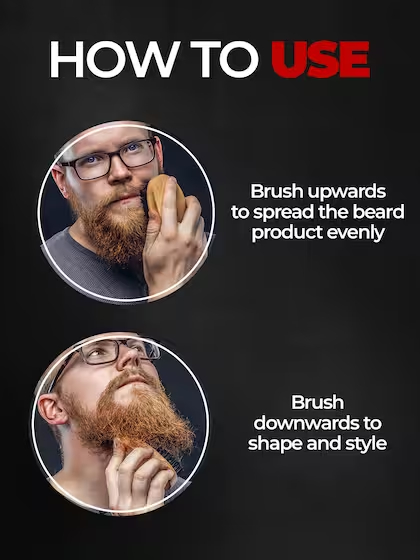 HOW TO USE
Brush upwards
to spread the beard
product evenly
Brush
downwards to
shape and style